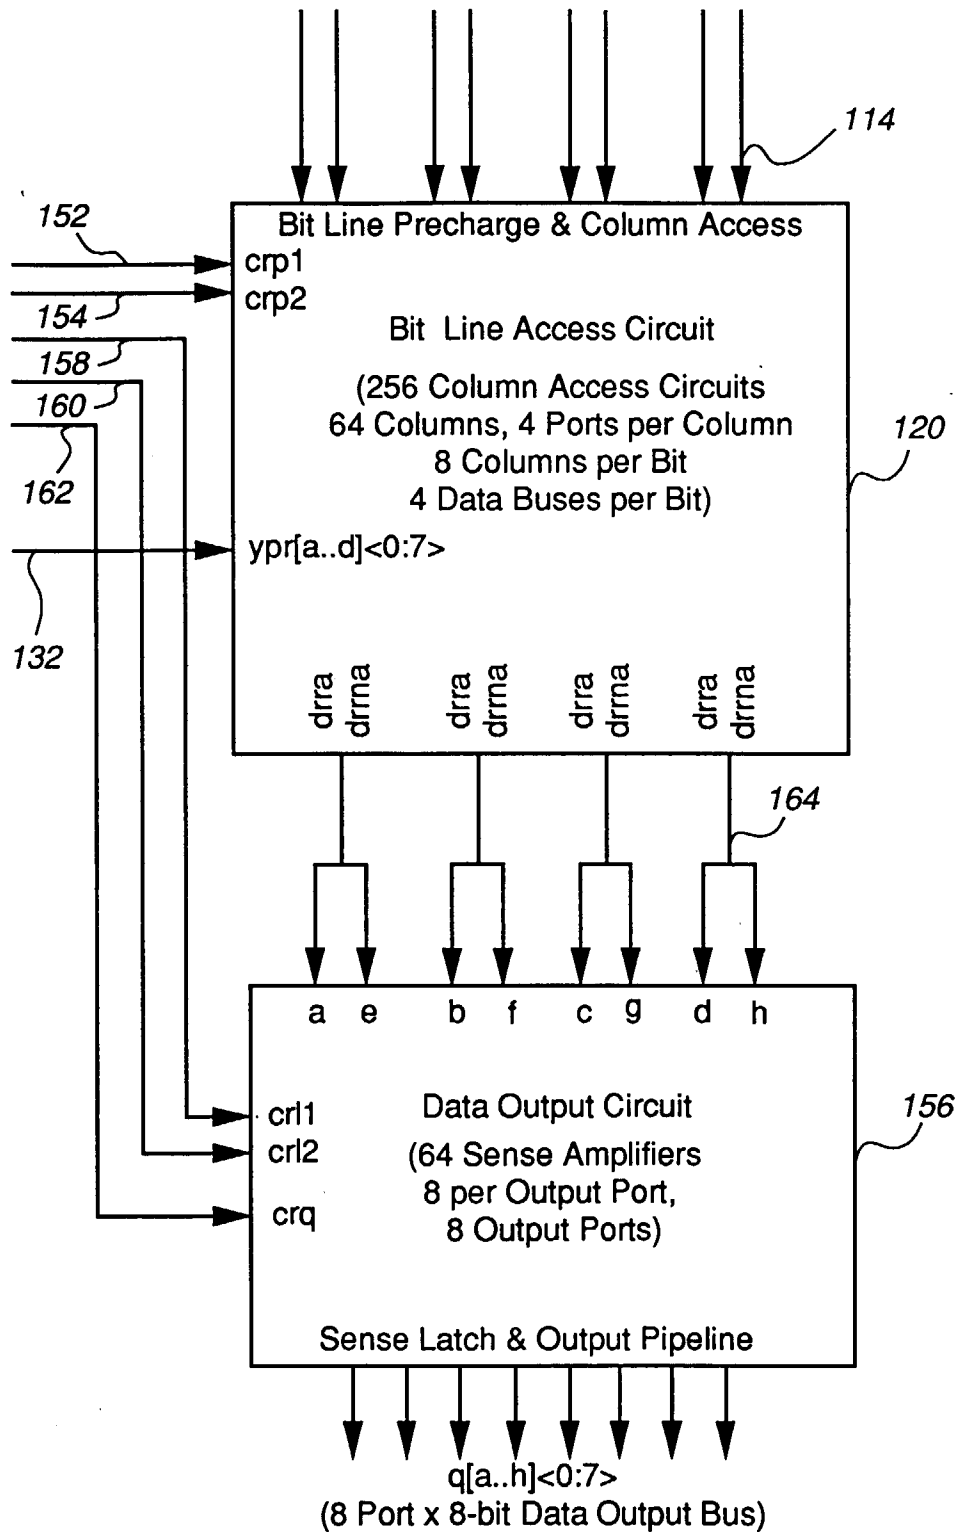 114
Bit Line Precharge & Column Access
152
crp1
crp2
154
Bit Line Access Circuit
158
160
(256 Column Access Circuits
64 Columns, 4 Ports per Column
120
8 Columns per Bit
162
4 Data Buses per Bit)
ypr[a..d]<0:7>
132
drra drrna drra drrna drra drrna drra drrna
164
a e b f c g d h
crl1
Data Output Circuit
156
crl2
(64 Sense Amplifiers
8 per Output Port,
crq
8 Output Ports)
Sense Latch & Output Pipeline
q[a..h]<0:7>
(8 Port x 8-bit Data Output Bus)